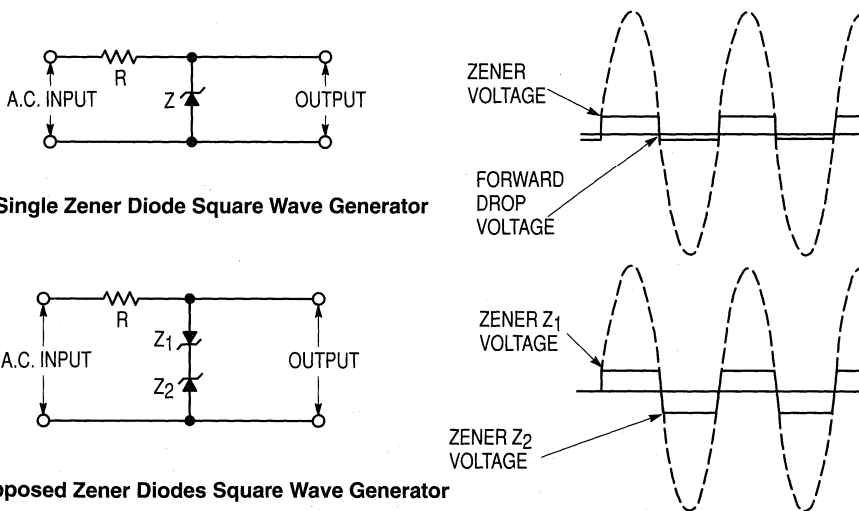 A.C. INPUT
R
Z
OUTPUT
Single Zener Diode Square Wave Generator
ZENER
VOLTAGE
FORWARD
DROP
VOLTAGE
A.C. INPUT
R
Z1
Z2
OUTPUT
pposed Zener Diodes Square Wave Generator
ZENER Z1
VOLTAGE
ZENER Z2
VOLTAGE